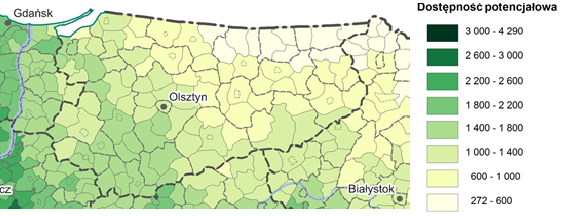 Gdańsk
Olsztyn
cz
Białystok
Dostępność potencjałowa
3 000 - 4 290
2 600 - 3 000
2 200 - 2 600
1 800 - 2 200
1 400 - 1 800
1 000 - 1 400
600 - 1 000
272 - 600